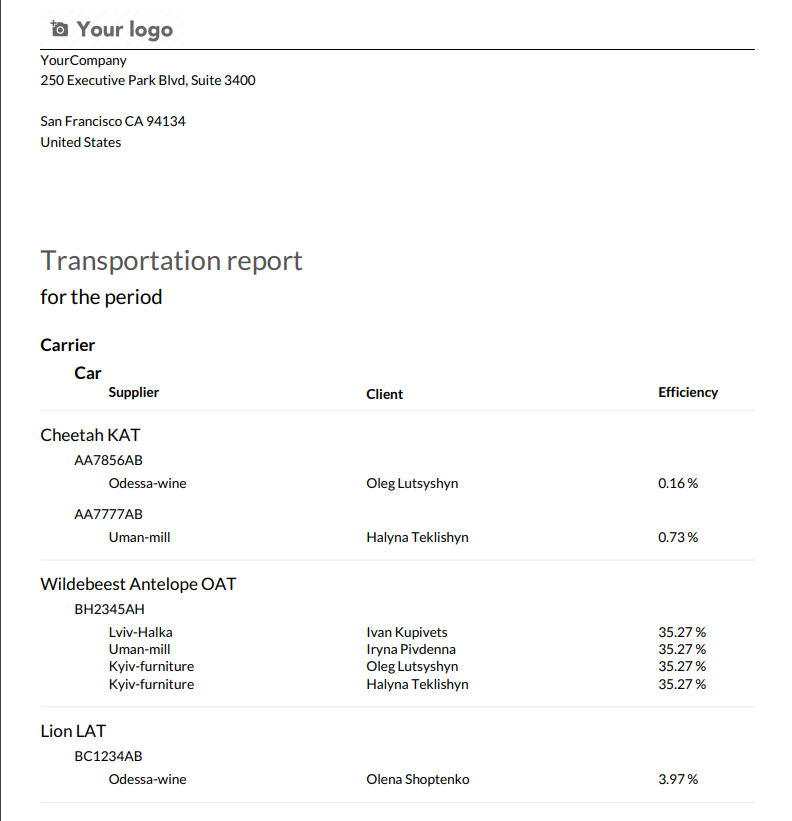 Your logo
YourCompany
250 Executive Park Blvd, Suite 3400
San Francisco CA 94134
United States
Transportation report
for the period
Carrier
Car
Supplier Client Efficiency
Cheetah KAT
AA7856AB
Odessa-wine Oleg Lutsyshyn 0.16 %
AA7777AB
Uman-mill Halyna Teklishyn 0.73 %
Wildebeest Antelope OAT
BH2345AH
Lviv-Halka Ivan Kupivets 35.27 %
Uman-mill Iryna Pivdenna 35.27 %
Kyiv-furniture Oleg Lutsyshyn 35.27 %
Kyiv-furniture Halyna Teklishyn 35.27 %
Lion LAT
BC1234AB
Odessa-wine Olena Shoptenko 3.97 %